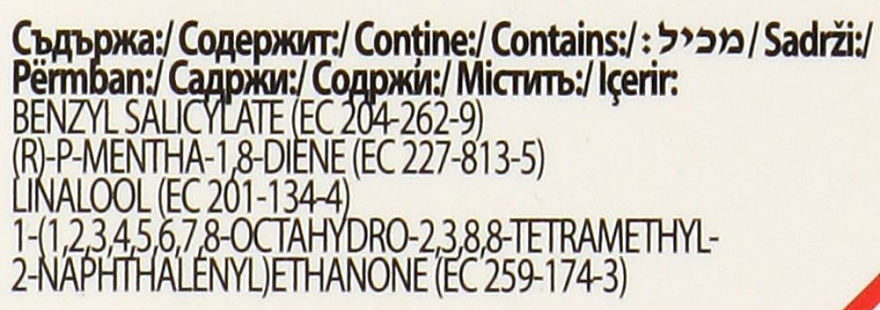 Съдържа:/ Содержит:/ Conține:/ Contains:/ מכיל:/ Sadrži:/
Përmban:/ Садржи:/ Содржи:/ Містить:/ İçerir:
BENZYL SALICYLATE (EC 204-262-9)
(R)-P-MENTHA-1,8-DIENE (EC 227-813-5)
LINALOOL (EC 201-134-4)
1-(1,2,3,4,5,6,7,8-OCTAHYDRO-2,3,8,8-TETRAMETHYL-
2-NAPHTHALENYL)ETHANONE (EC 259-174-3)